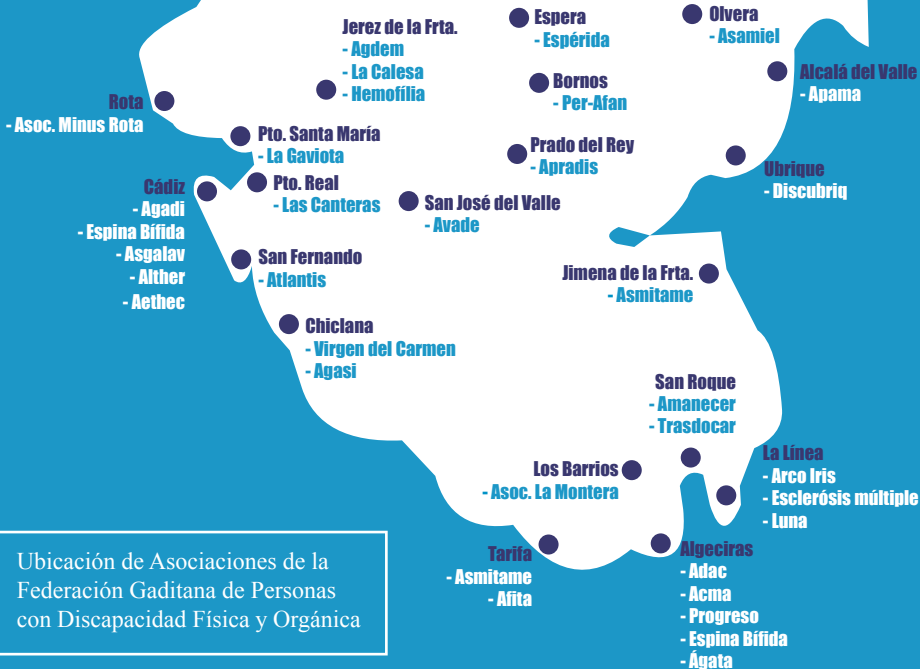 Jerez de la Frta.
- Agdem
- La Calesa
- Hemofília
Espera
- Espérida
Olvera
- Asamiel
Bornos
- Per-Afan
Alcalá del Valle
- Apama
Rota
- Asoc. Minus Rota
Pto. Santa María
- La Gaviota
Prado del Rey
- Apradis
Ubrique
- Discubriq
Cádiz
- Agadi
- Espina Bífida
- Asgalav
- Alther
- Aethec
Pto. Real
- Las Canteras
San José del Valle
- Avade
San Fernando
- Atlantis
Jimena de la Frta.
- Asmitame
Chiclana
- Virgen del Carmen
- Agasi
San Roque
- Amanecer
- Trasdocar
Los Barrios
- Asoc. La Montera
La Línea
- Arco Iris
- Esclerósis múltiple
- Luna
Tarifa
- Asmitame
- Afita
Algeciras
- Adac
- Acma
- Progreso
- Espina Bífida
- Ágata
Ubicación de Asociaciones de la
Federación Gaditana de Personas
con Discapacidad Física y Orgánica